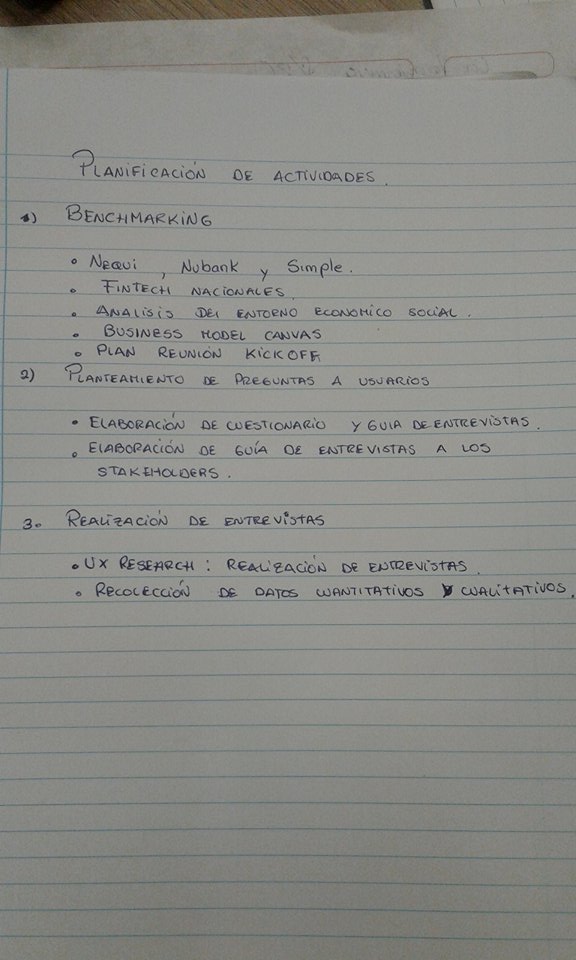 PLANIFICACIÓN DE ACTIVIDADES.
1) BENCHMARKING
• Nequi, Nubank y Simple.
• FINTECH NACIONALES.
• ANALISIS DEL ENTORNO ECONOMICO SOCIAL.
• BUSINESS MODEL CANVAS
• PLAN REUNIÓN KICKOFF
2) PLANTEAMIENTO DE PREGUNTAS A USUARIOS
• ELABORACIÓN DE CUESTIONARIO Y GUIA DE ENTREVISTAS.
• ELABORACIÓN DE GUÍA DE ENTREVISTAS A LOS
STAKEHOLDERS.
3. REALIZACIÓN DE ENTREVISTAS
• UX RESEARCH: REALIZACIÓN DE ENTREVISTAS.
• RECOLECCIÓN DE DATOS CUANTITATIVOS Y CUALITATIVOS.